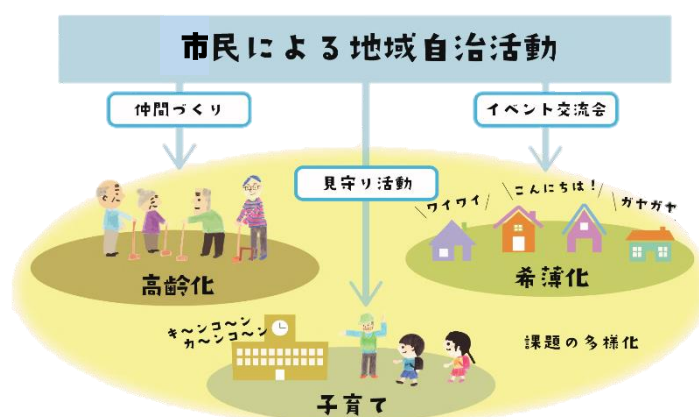 市民による地域自治活動
仲間づくり
見守り活動
イベント交流会
ワイワイ
こんにちは!
ガヤガヤ
高齢化
希薄化
キ〜ンコ〜ン
カ〜ンコ〜ン
課題の多様化
子育て